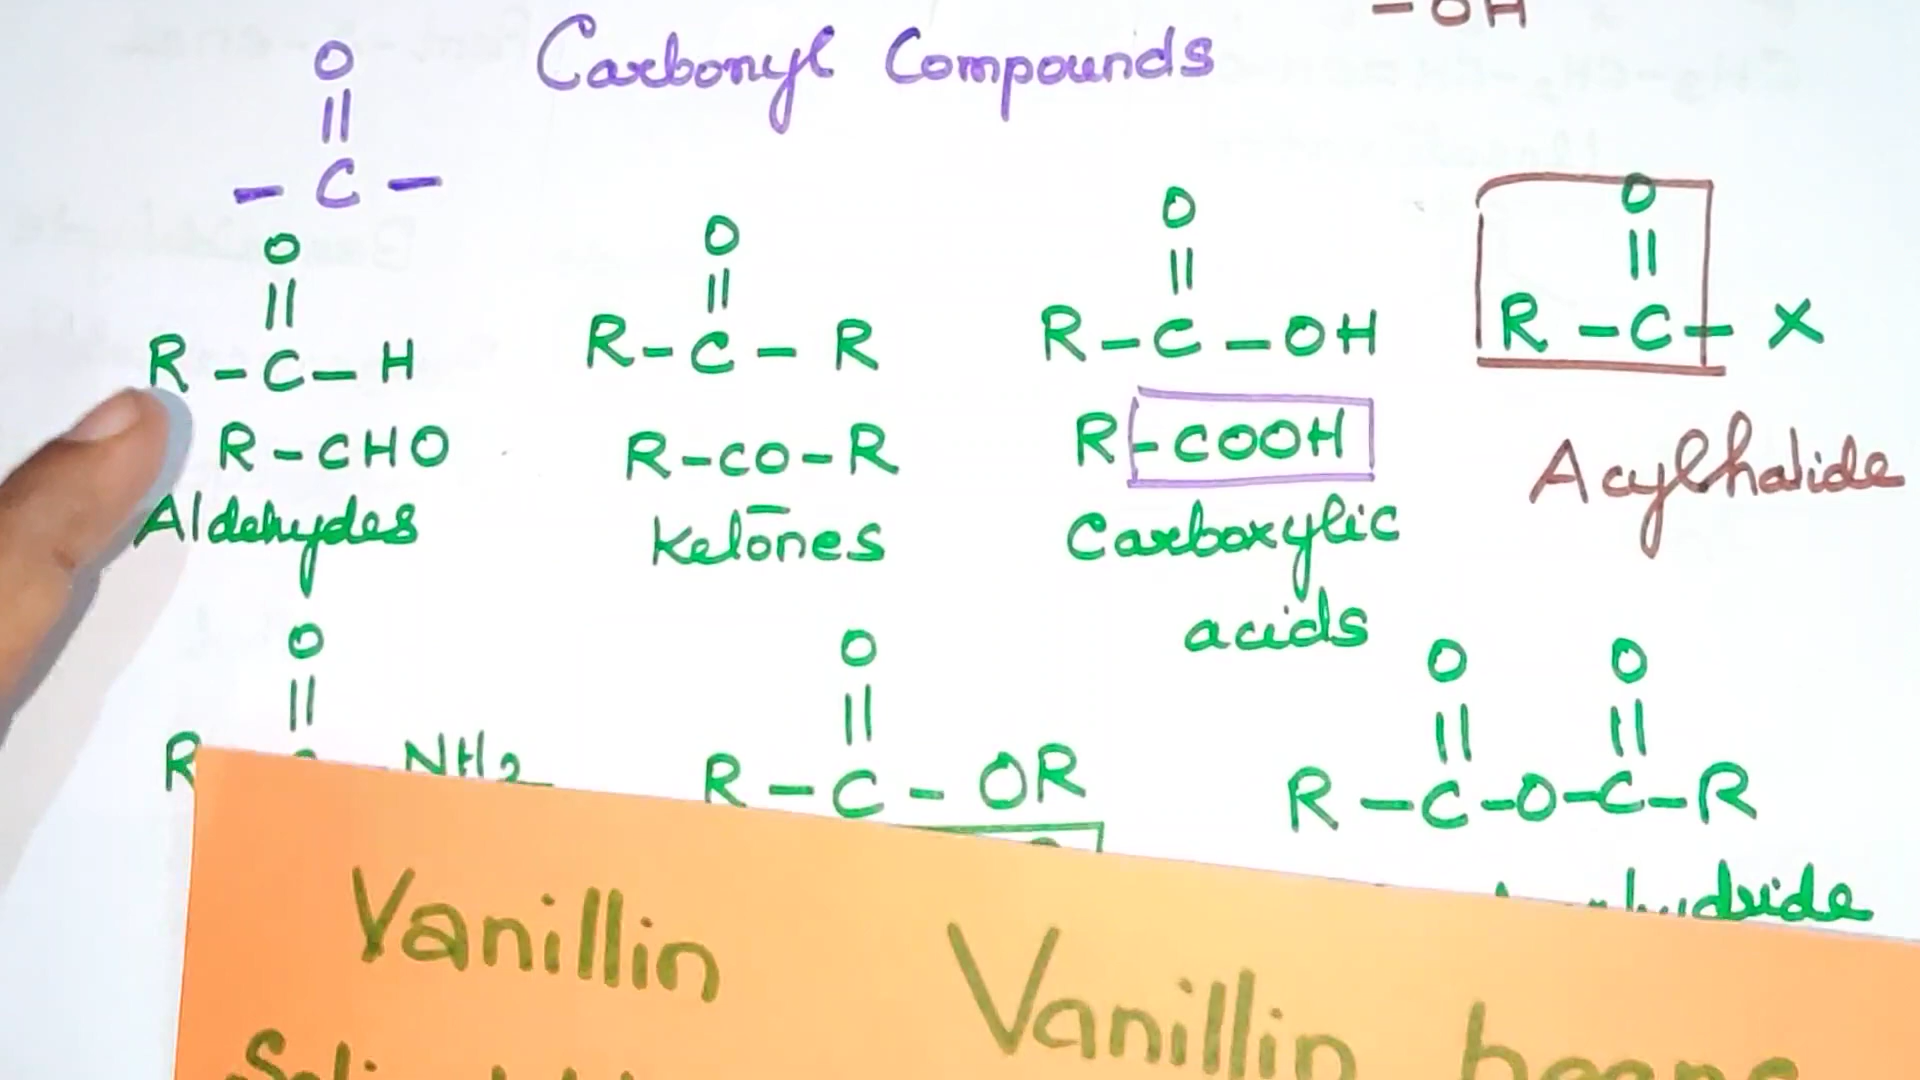 - OH
O Carbonyl Compounds
||
- C -
O O O O
|| || || ||
R - C - H R - C - R R - C - OH R - C - X
R - CHO R - CO - R R - COOH Acylhalide
Aldehydes Ketones Carboxylic
acids
O O O O
|| || || ||
R NH2 R - C - OR R - C - O - C - R
Vanillin Vanillin